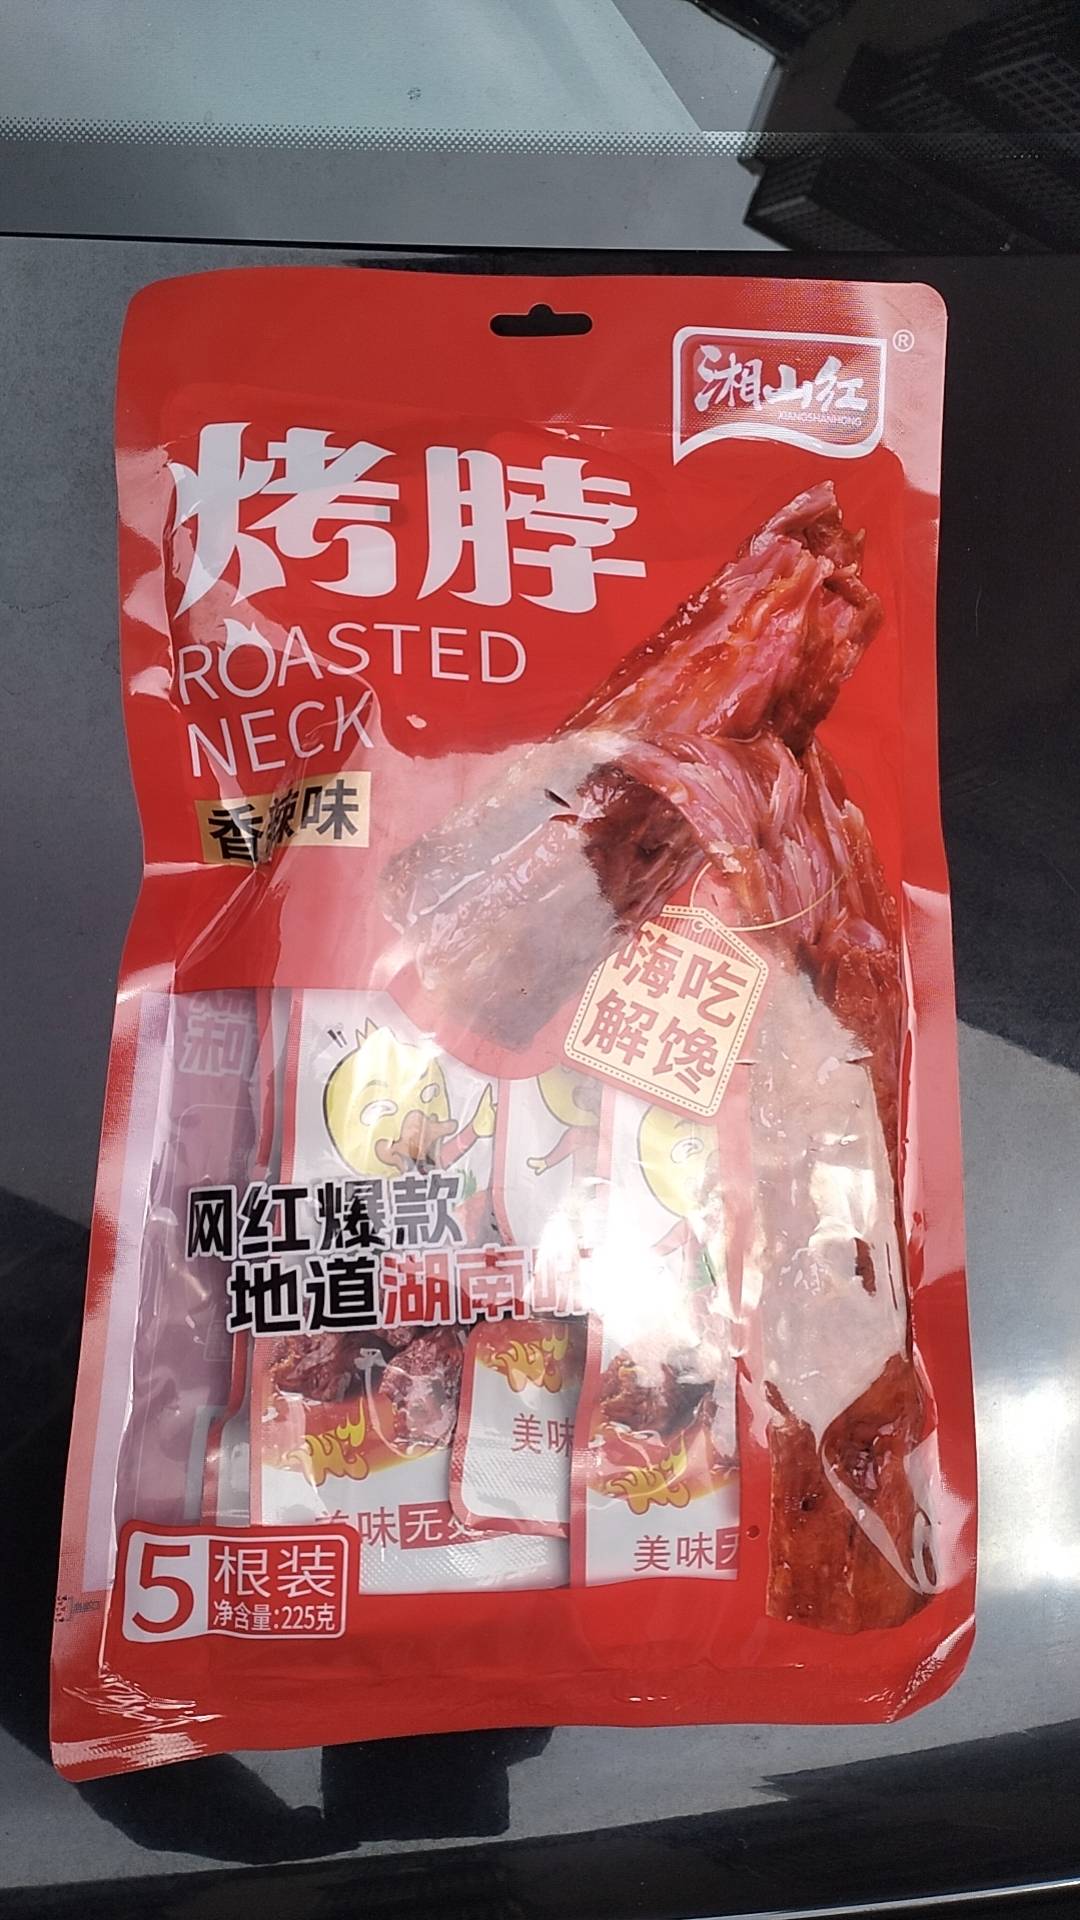 湘山红
XIANGSHANHONG
®
烤脖
ROASTED
NECK
香辣味
嗨吃
解馋
网红爆款
地道湖南味
美味
美味无
美味
5根装
净含量:225克